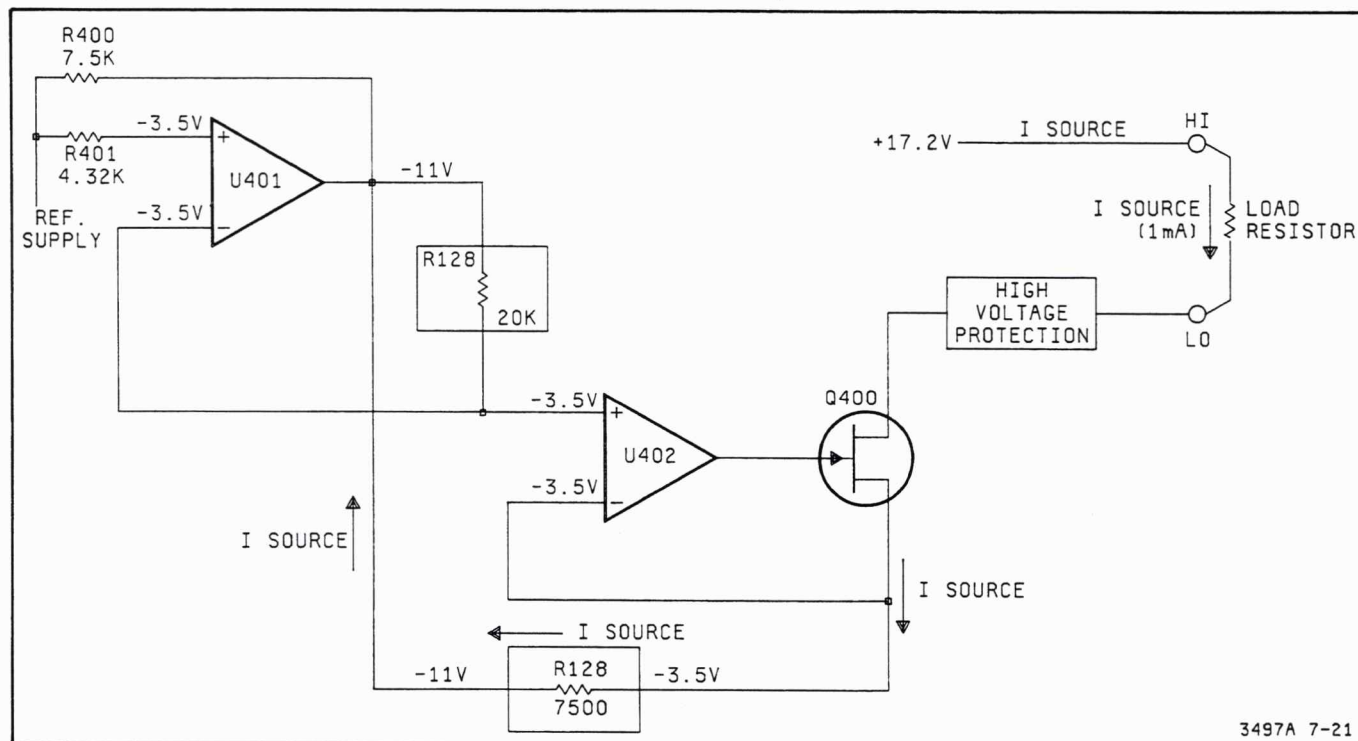 R400
7.5K
-3.5V
R401
4.32K
-3.5V
REF.
SUPPLY
U401
-11V
R128
20K
+17.2V
I SOURCE
HI
I SOURCE
(1mA)
LOAD
RESISTOR
HIGH
VOLTAGE
PROTECTION
LO
-3.5V
U402
-3.5V
Q400
I SOURCE
I SOURCE
I SOURCE
-11V
R128
7500
-3.5V
3497A 7-21
+
−
+
−